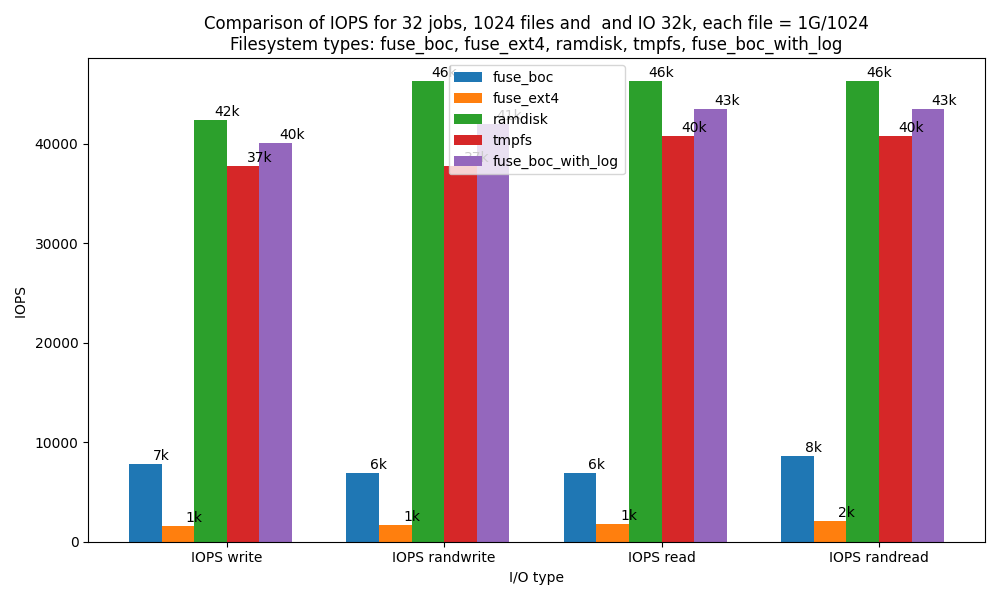 Comparison of IOPS for 32 jobs, 1024 files and  and IO 32k, each file = 1G/1024
Filesystem types: fuse_boc, fuse_ext4, ramdisk, tmpfs, fuse_boc_with_log
fuse_boc
fuse_ext4
ramdisk
tmpfs
fuse_boc_with_log
IOPS
40000
30000
20000
10000
0
7k
1k
42k
37k
40k
6k
1k
46k
37k
41k
6k
1k
46k
40k
43k
8k
2k
46k
40k
43k
IOPS write
IOPS randwrite
IOPS read
IOPS randread
I/O type